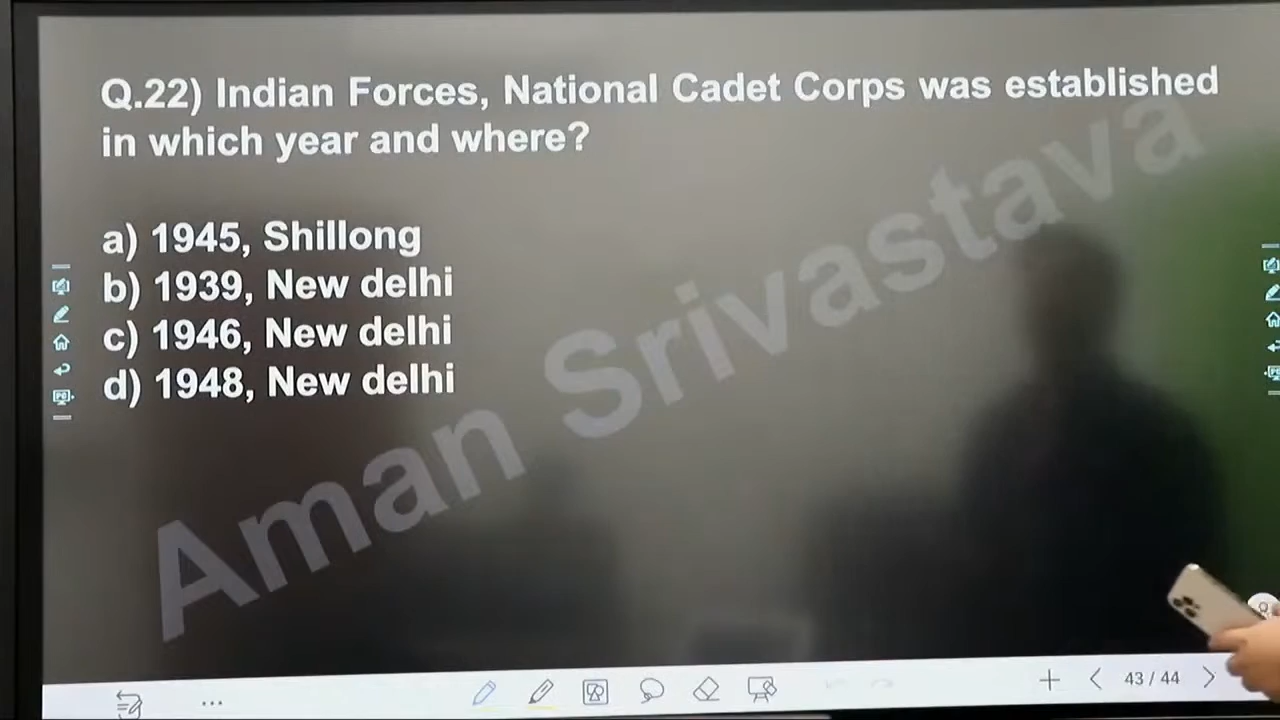 Q.22) Indian Forces, National Cadet Corps was established
in which year and where?
a) 1945, Shillong
b) 1939, New delhi
c) 1946, New delhi
d) 1948, New delhi
Aman Srivastava
43 / 44